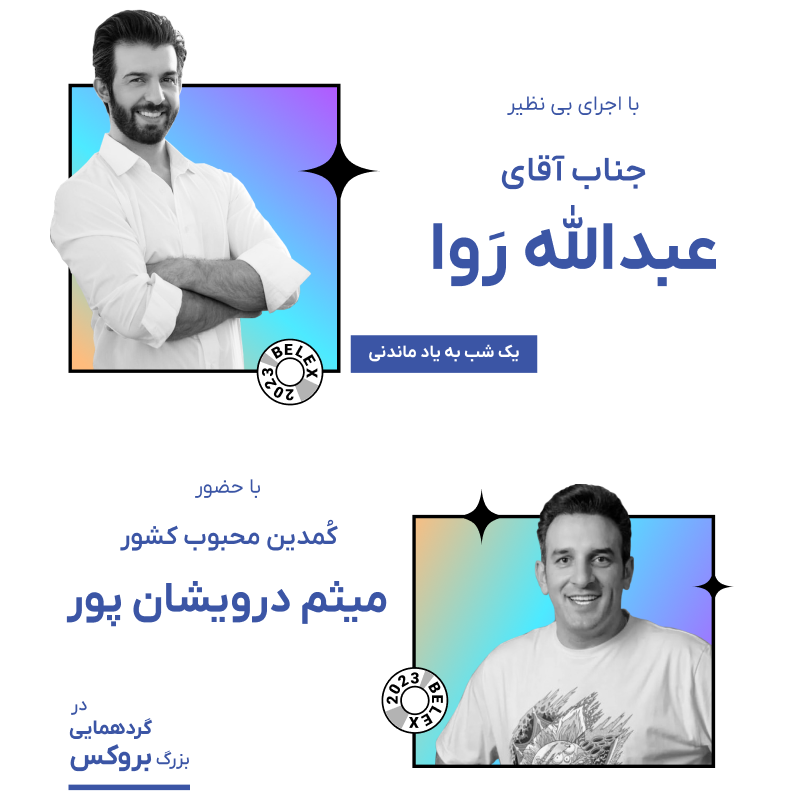 با اجرای بی نظیر
جناب آقای
عبدالله رَوا
یک شب به یاد ماندنی
BELEX 2023
با حضور
کُمدین محبوب کشور
میثم درویشان پور
BELEX 2023
در
گردهمایی
بزرگ بروکس